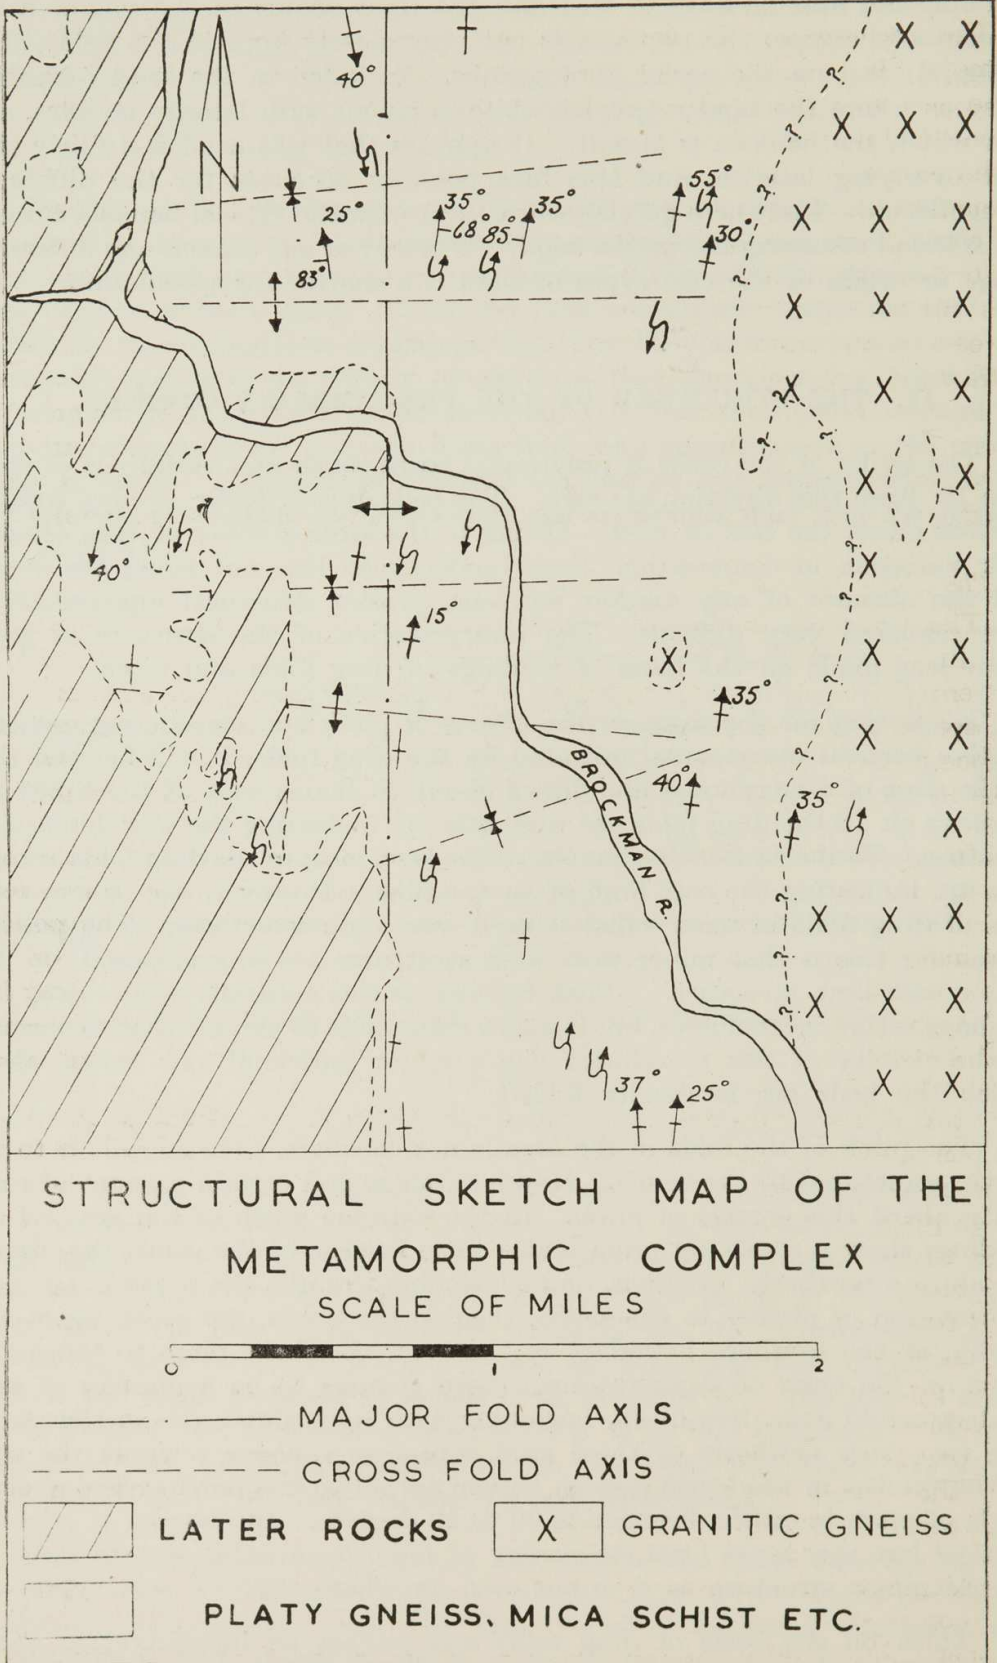 N
40°
X X
X X X
25°
35°
68°
85°
35°
55°
30°
83°
X X X
X X X
X X X
X X
X X
40°
15°
X
X X
35°
X X
BROCKMAN R.
40°
35°
X
X X X
X X X
37°
25°
X X
? ? ? ? ? ? ? ? ? ? ? ? ? ? ?
STRUCTURAL SKETCH MAP OF THE
METAMORPHIC COMPLEX
SCALE OF MILES
0 1 2
MAJOR FOLD AXIS
CROSS FOLD AXIS
LATER ROCKS
X GRANITIC GNEISS
PLATY GNEISS, MICA SCHIST ETC.